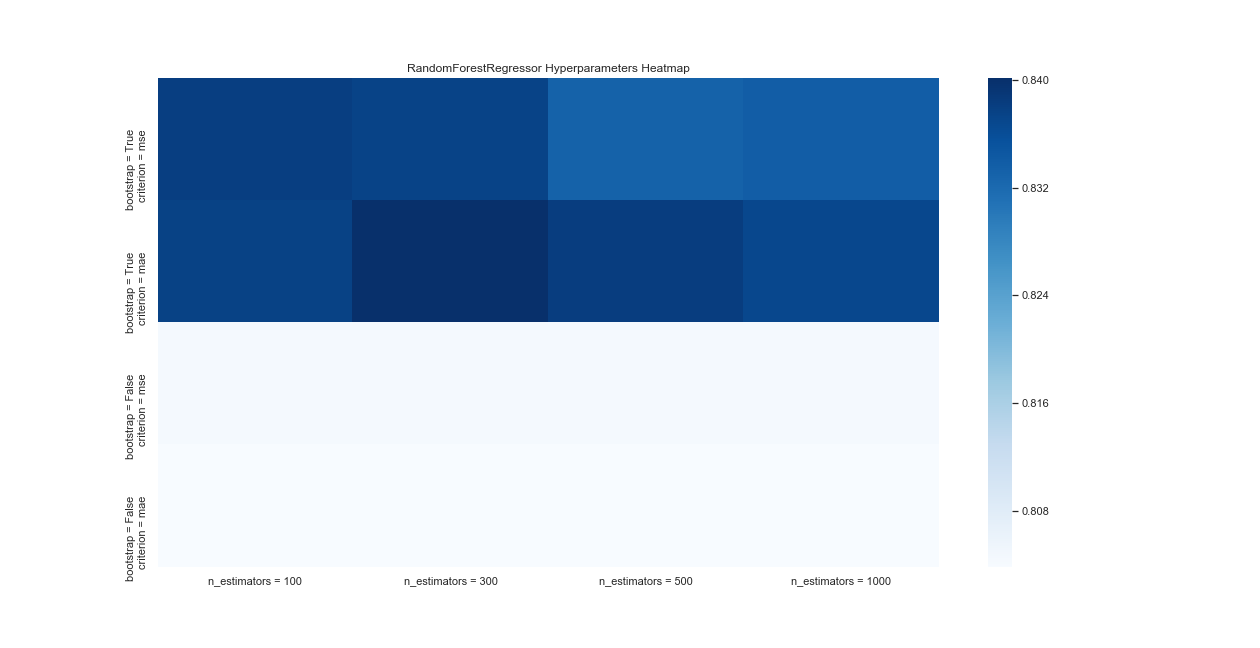 RandomForestRegressor Hyperparameters Heatmap
bootstrap = True
criterion = mse
bootstrap = True
criterion = mae
bootstrap = False
criterion = mse
bootstrap = False
criterion = mae
n_estimators = 100
n_estimators = 300
n_estimators = 500
n_estimators = 1000
0.840
0.832
0.824
0.816
0.808